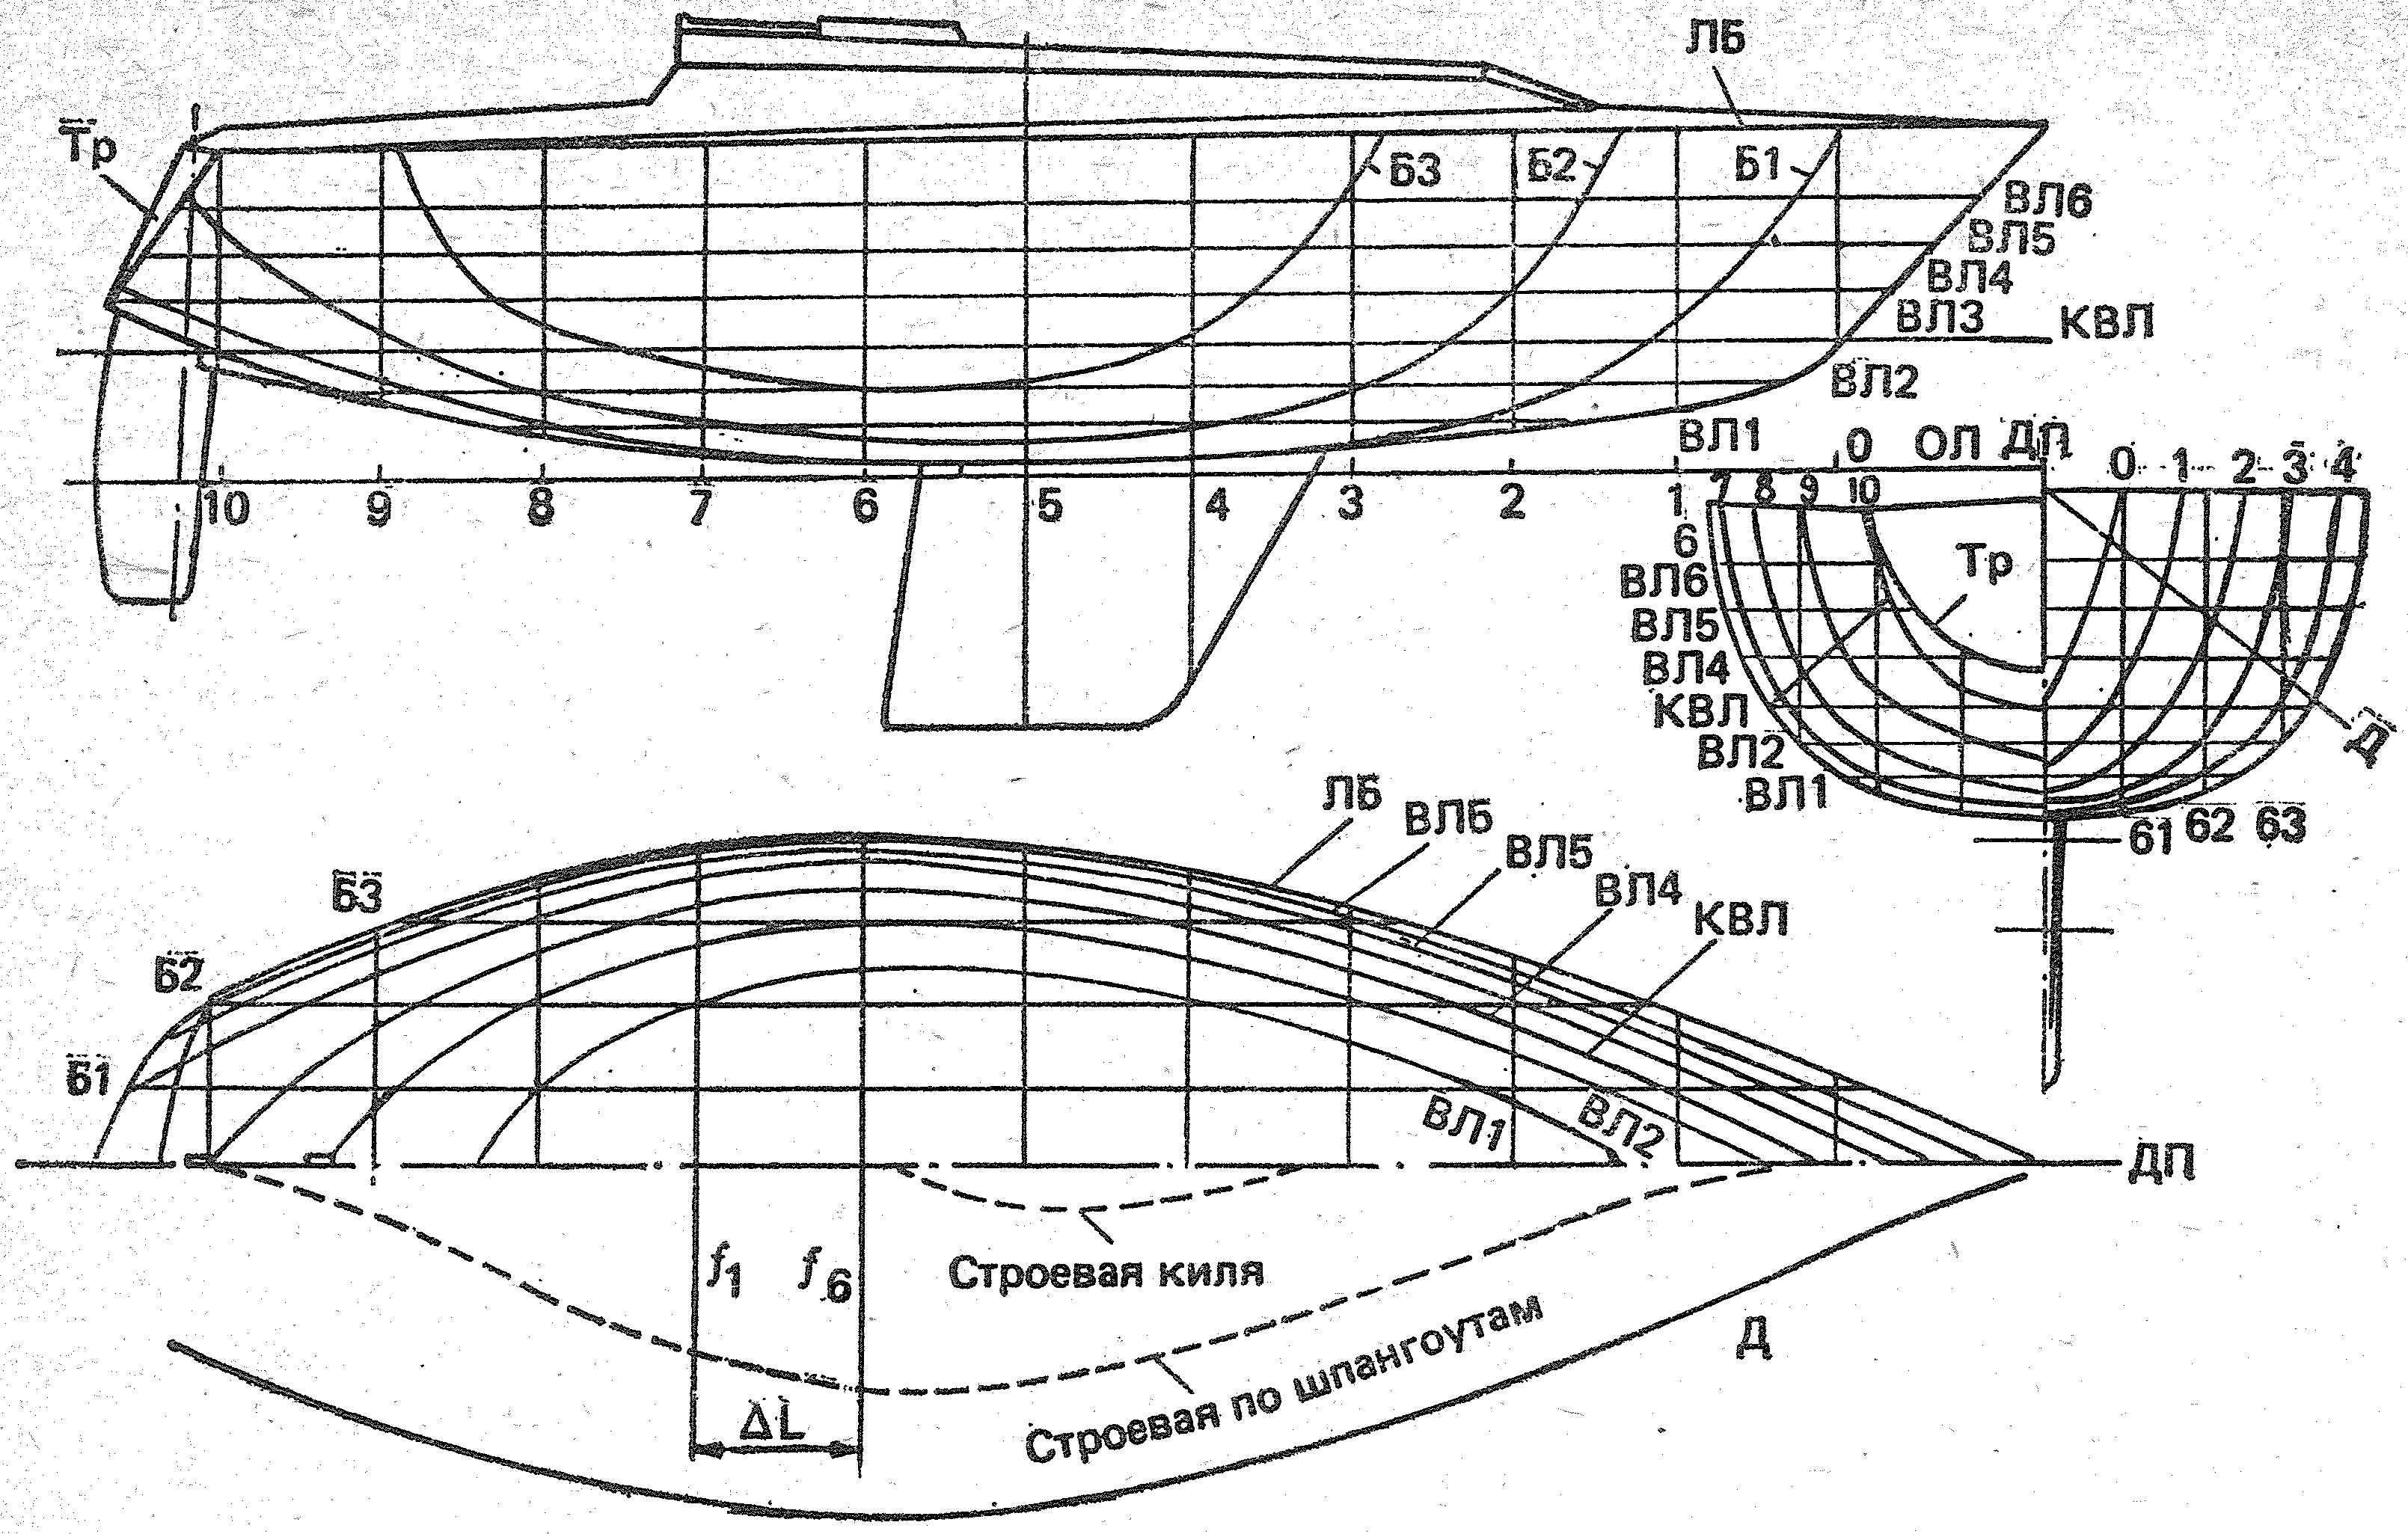 ЛБ
Тр
Б3 Б2 Б1
ВЛ6
ВЛ5
ВЛ4
ВЛ3 КВЛ
ВЛ2
ВЛ1 0 ОЛ ДП
10 9 8 7 6 5 4 3 2 1
7 8 9 10 0 1 2 3 4
6
Тр
ВЛ6
ВЛ5
ВЛ4
КВЛ
ВЛ2
ВЛ1
Д
Б1 Б2 Б3
ЛБ ВЛ6
ВЛ5
ВЛ4
КВЛ
Б3
Б2
Б1
ВЛ1 ВЛ2
ДП
f1 f6
Строевая киля
Строевая по шпангоутам
Д
ΔL